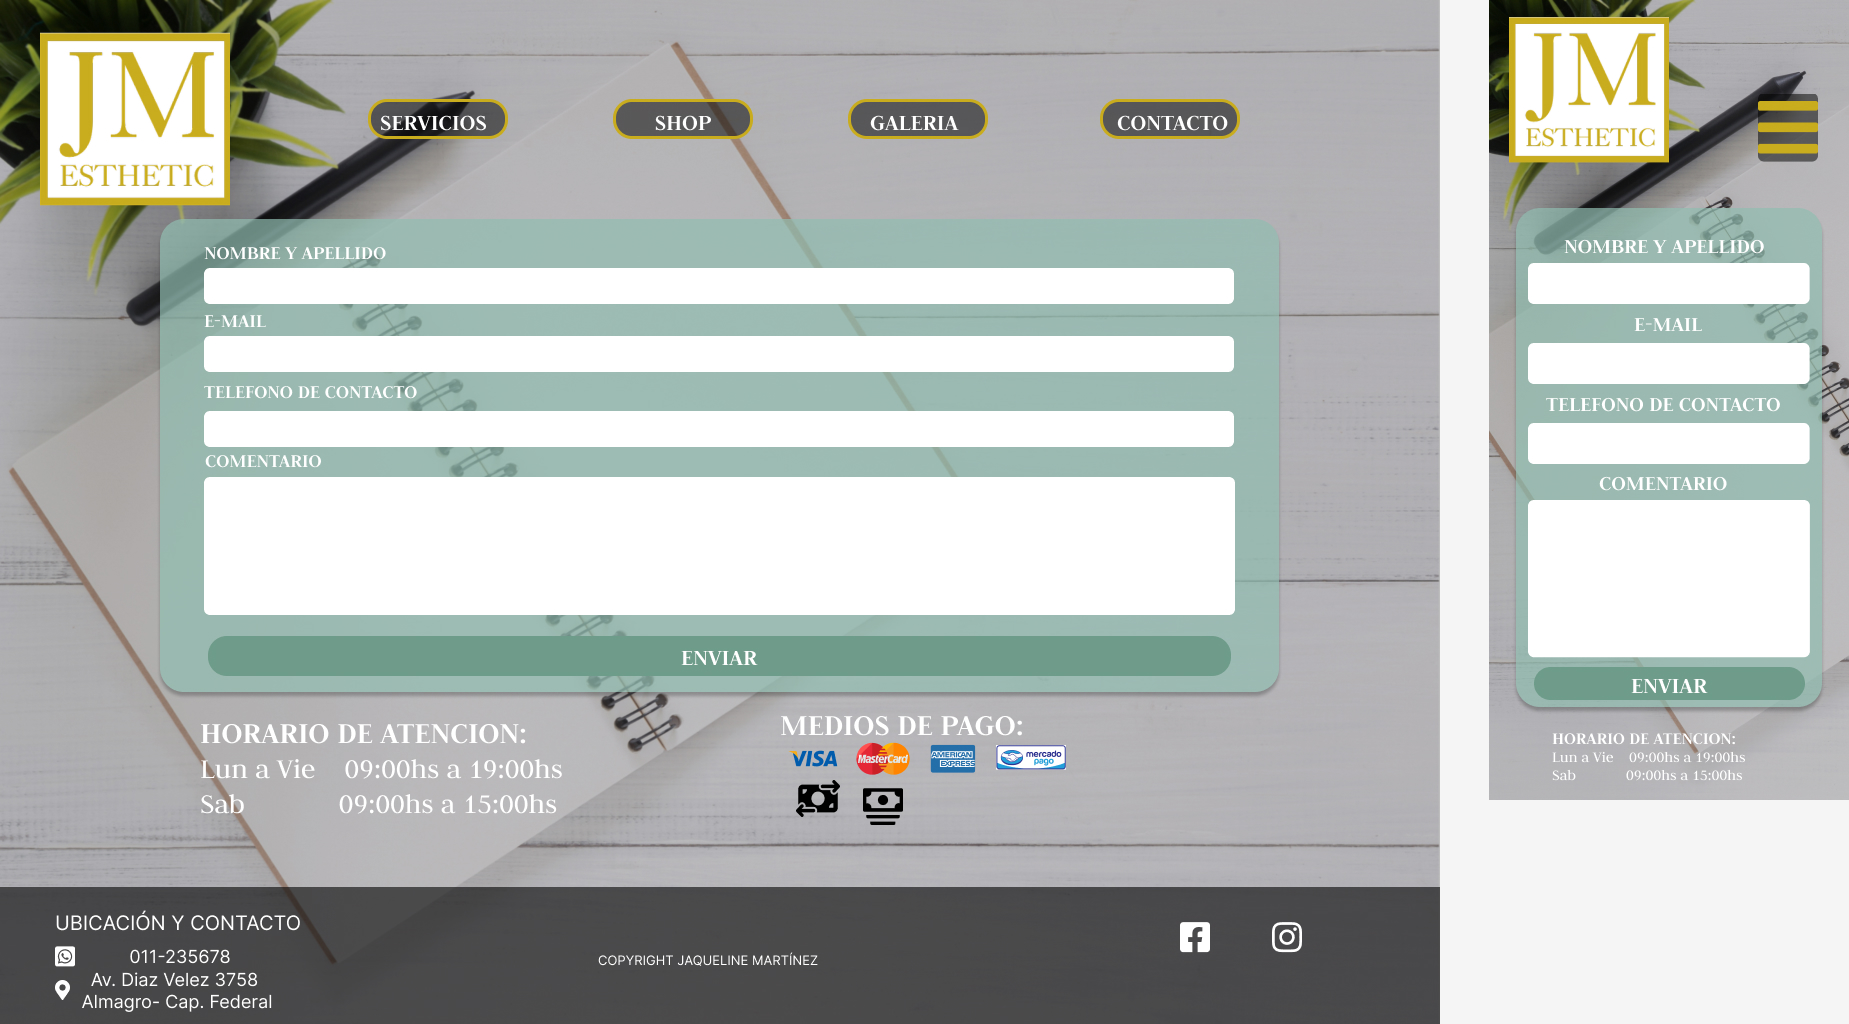 JM
ESTHETIC
SERVICIOS
SHOP
GALERIA
CONTACTO
NOMBRE Y APELLIDO
E-MAIL
TELEFONO DE CONTACTO
COMENTARIO
ENVIAR
HORARIO DE ATENCION:
Lun a Vie 09:00hs a 19:00hs
Sab 09:00hs a 15:00hs
MEDIOS DE PAGO:
VISA
MasterCard
AMERICAN
EXPRESS
mercado
pago
UBICACIÓN Y CONTACTO
011-235678
Av. Diaz Velez 3758
Almagro- Cap. Federal
COPYRIGHT JAQUELINE MARTÍNEZ
JM
ESTHETIC
NOMBRE Y APELLIDO
E-MAIL
TELEFONO DE CONTACTO
COMENTARIO
ENVIAR
HORARIO DE ATENCION:
Lun a Vie 09:00hs a 19:00hs
Sab 09:00hs a 15:00hs